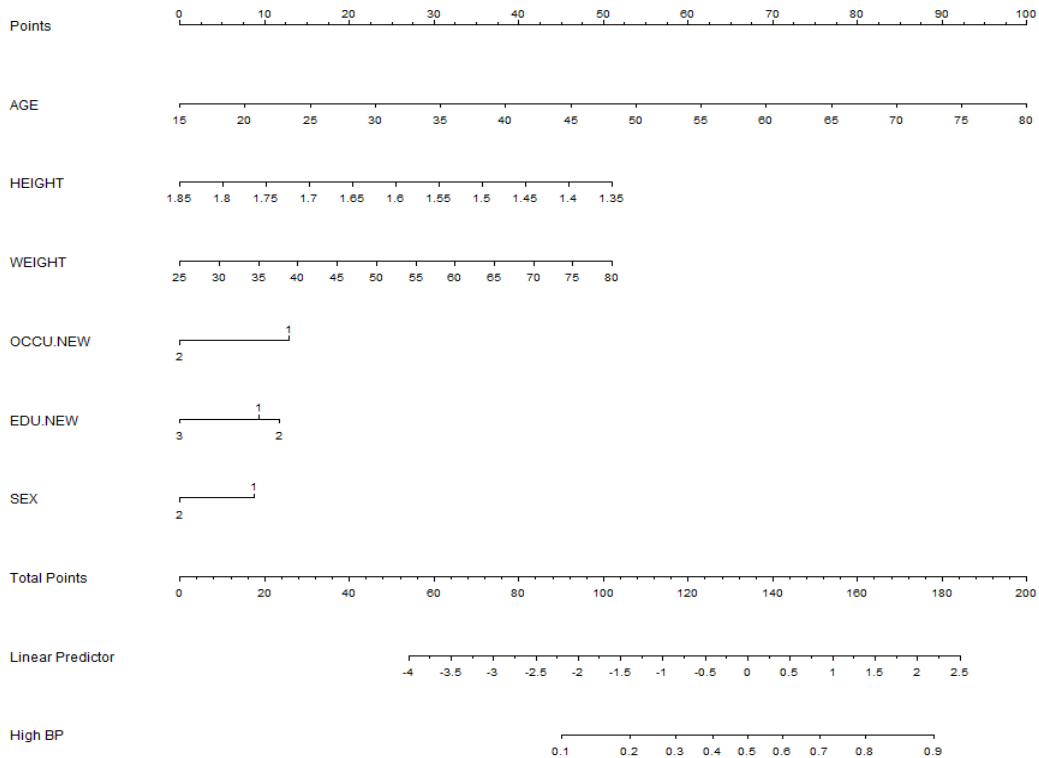 Points
0 10 20 30 40 50 60 70 80 90 100
AGE
15 20 25 30 35 40 45 50 55 60 65 70 75 80
HEIGHT
1.85 1.8 1.75 1.7 1.65 1.6 1.55 1.5 1.45 1.4 1.35
WEIGHT
25 30 35 40 45 50 55 60 65 70 75 80
OCCU.NEW
1
2
EDU.NEW
1
3 2
SEX
1
2
Total Points
0 20 40 60 80 100 120 140 160 180 200
Linear Predictor
-4 -3.5 -3 -2.5 -2 -1.5 -1 -0.5 0 0.5 1 1.5 2 2.5
High BP
0.1 0.2 0.3 0.4 0.5 0.6 0.7 0.8 0.9